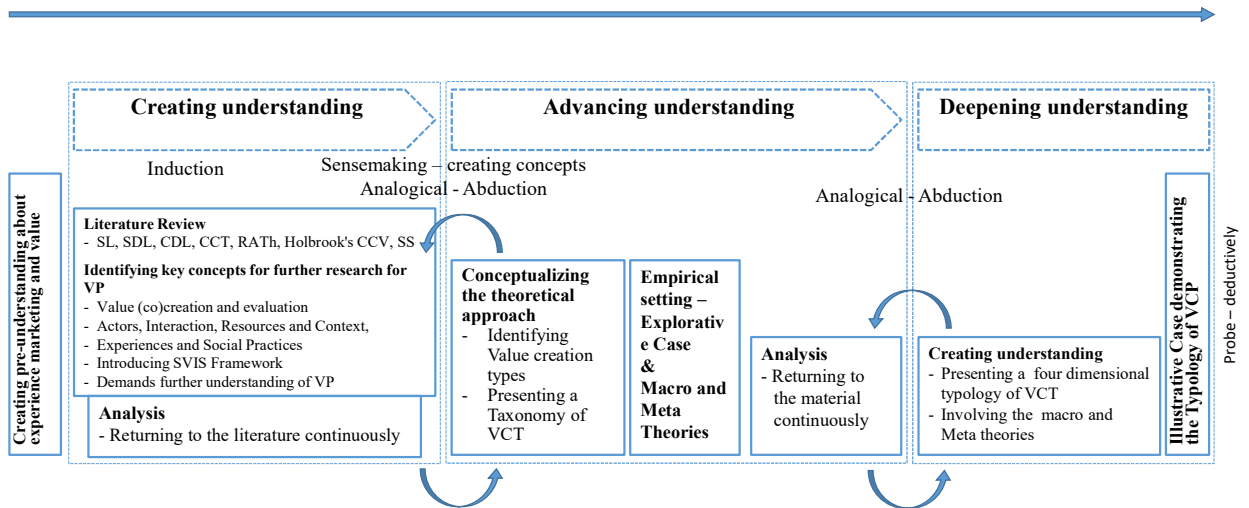 Creating understanding
Advancing understanding
Deepening understanding
Induction
Sensemaking – creating concepts
Analogical - Abduction
Analogical - Abduction
Creating pre-understanding about
experience marketing and value
Literature Review
- SL, SDL, CDL, CCT, RATh, Holbrook's CCV, SS
Identifying key concepts for further research for
VP
- Value (co)creation and evaluation
- Actors, Interaction, Resources and Context,
- Experiences and Social Practices
- Introducing SVIS Framework
- Demands further understanding of VP
Analysis
- Returning to the literature continuously
Conceptualizing
the theoretical
approach
- Identifying
Value creation
types
- Presenting a
Taxonomy of
VCT
Empirical
setting –
Explorativ
e Case
&
Macro and
Meta
Theories
Analysis
- Returning to
the material
continuously
Creating understanding
- Presenting a four dimensional
typology of VCT
- Involving the macro and
Meta theories
Illustrative Case demonstrating
the Typology of VCP
Probe – deductively